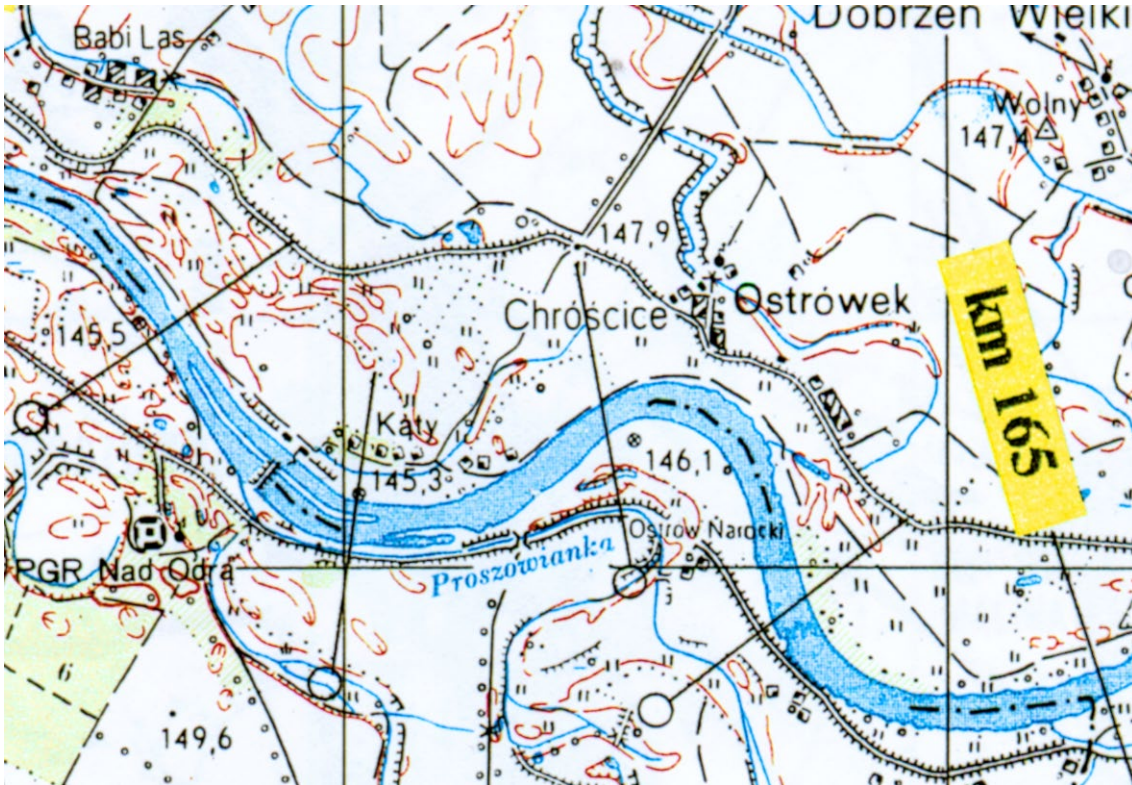 Dobrzeń Wielki
Babi Las
Wolny
147,4
147,9
Chróścice
Ostrówek
km 165
145,5
Kąty
145,3
146,1
Ostrów Narocki
Proszowianka
PGR Nad Odrą
6
149,6